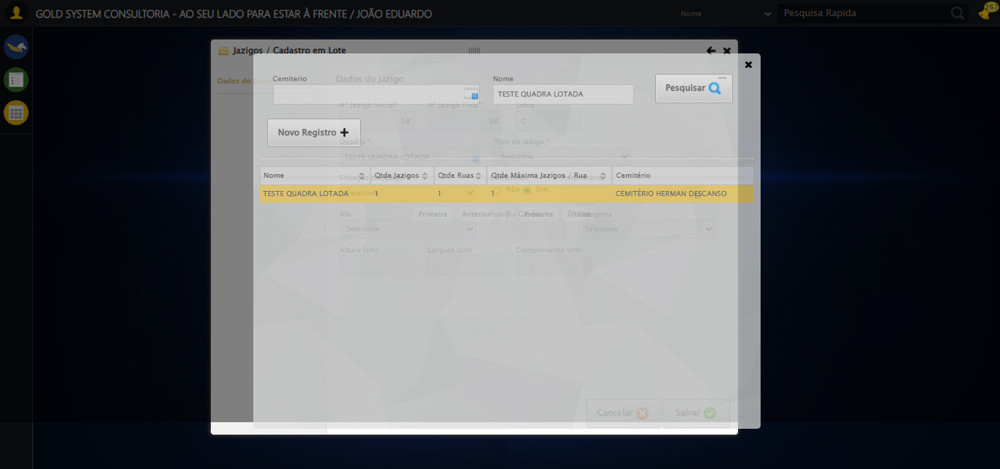 GOLD SYSTEM CONSULTORIA - AO SEU LADO PARA ESTAR À FRENTE / JOÃO EDUARDO
Nome
Pesquisa Rapida
267
Jazigos / Cadastro em Lote
Dados do Jazigo
Cemiterio
Dados do Jazigo
Nome
TESTE QUADRA LOTADA
Pesquisar
Nº Jazigo Inicial*
Nº Jazigo Final*
Letra
36
88
C
Novo Registro
Quadra *
Tipo de Jazigo *
TESTE QUADRA LOTADA
Selecione
Nome
Qtde Jazigos
Qtde Ruas
Qtde Máxima Jazigos / Rua
Cemitério
TESTE QUADRA LOTADA
1
1
1
CEMITÉRIO HERMAN DESCANSO
Selecione
Não
Sim
Primeira
Anterior
1
Próxima
Última
Ala
Posição Gaveta
Categoria
Selecione
Selecione
Altura (cm)
Largura (cm)
Comprimento (cm)
Cancelar
Salvar